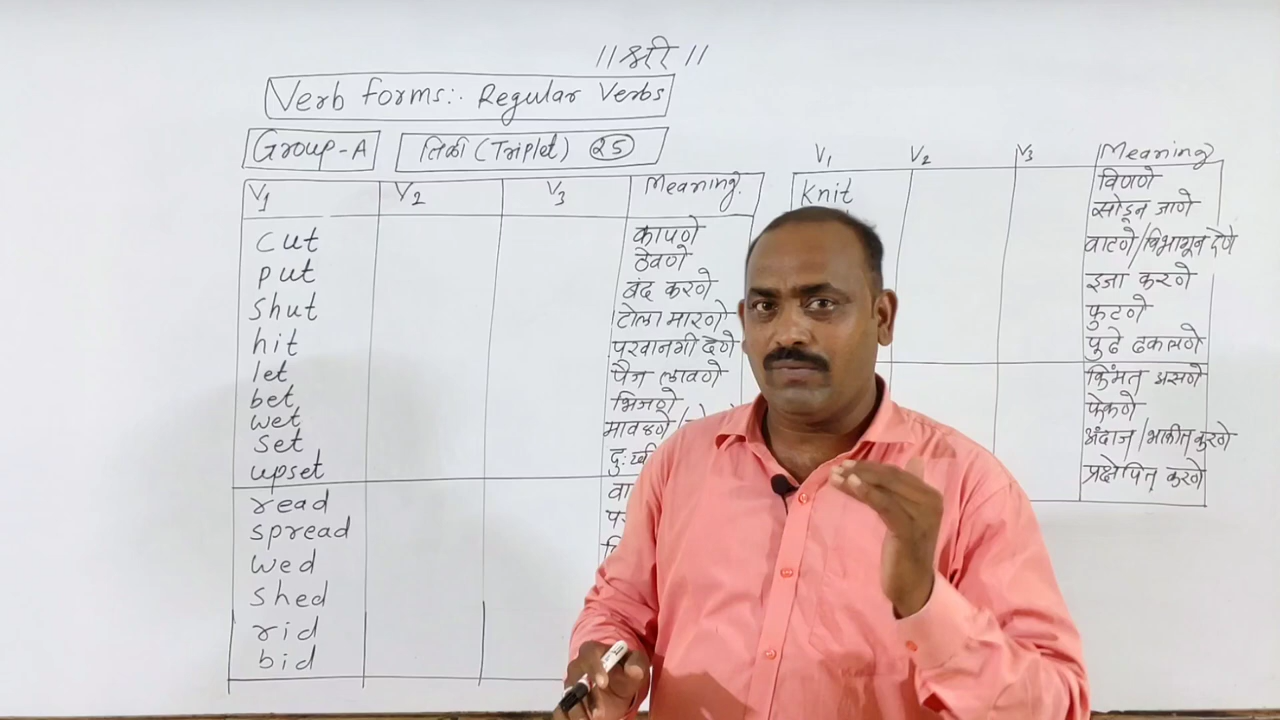 ||श्री||
Verb forms:- Regular Verbs
Group-A तिळी (Triplet) 25
V1 V2 V3 Meaning.
cut कापणे
put ठेवणे
shut बंद करणे
hit टोला मारणे
let परवानगी देणे
bet पैज लावणे
wet भिजणे
set मावळणे/
upset
read
spread
wed
shed
rid
bid
V1 V2 V3 Meaning
Knit विणणे
सोडून जाणे
वाटणे/विभागून देणे
इजा करणे
फुटणे
पुढे ढकलणे
किंमत असणे
फेकणे
अंदाज/भाकीत करणे
प्रक्षेपित करणे